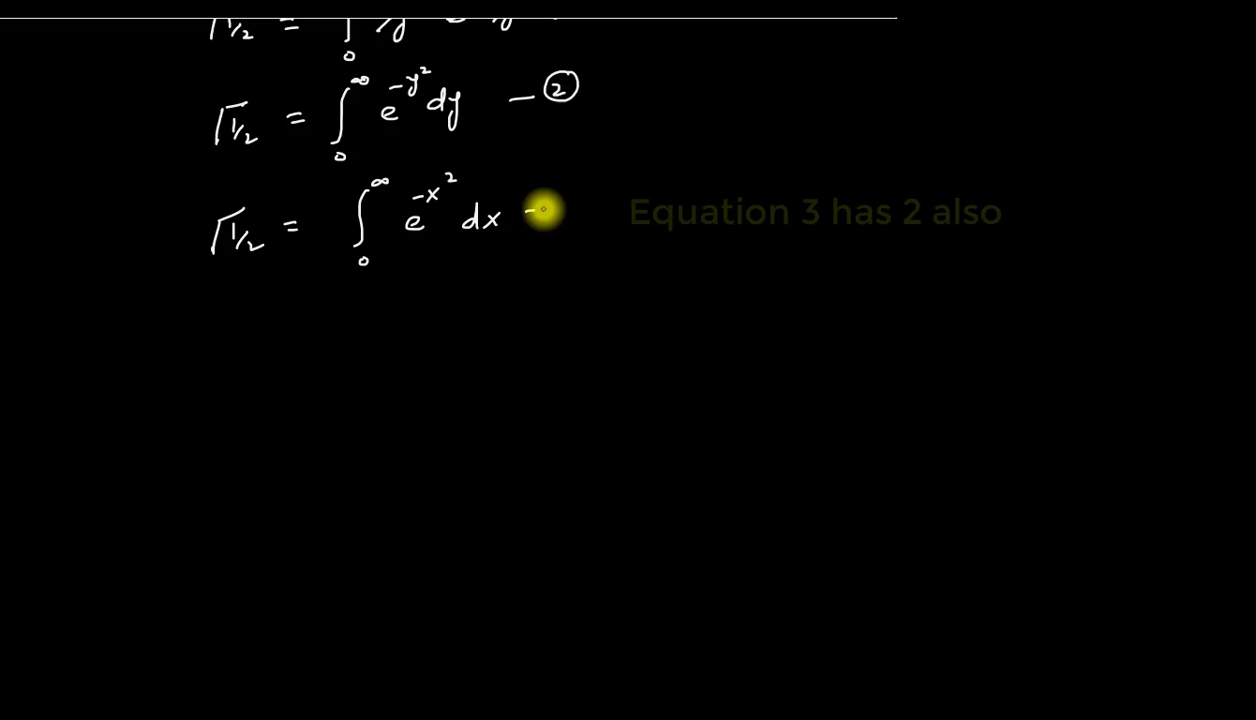 Γ1/2 = ∫₀^∞ e^{-y²} dy — ②
Γ1/2 = ∫₀^∞ e^{-x²} dx -
Equation 3 has 2 also